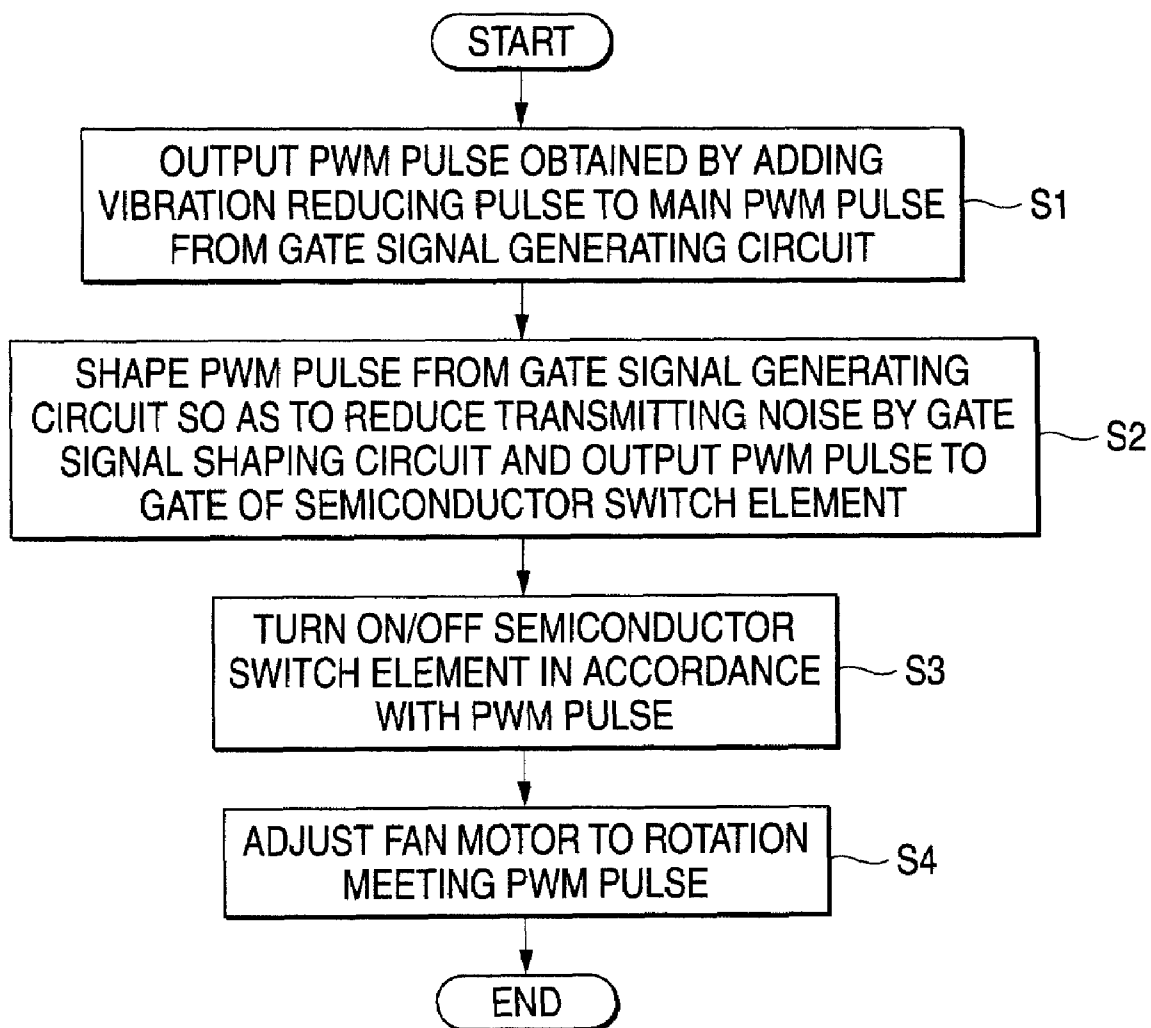 START
OUTPUT PWM PULSE OBTAINED BY ADDING
VIBRATION REDUCING PULSE TO MAIN PWM PULSE
FROM GATE SIGNAL GENERATING CIRCUIT
S1
SHAPE PWM PULSE FROM GATE SIGNAL GENERATING
CIRCUIT SO AS TO REDUCE TRANSMITTING NOISE BY GATE
SIGNAL SHAPING CIRCUIT AND OUTPUT PWM PULSE TO
GATE OF SEMICONDUCTOR SWITCH ELEMENT
S2
TURN ON/OFF SEMICONDUCTOR
SWITCH ELEMENT IN ACCORDANCE
WITH PWM PULSE
S3
ADJUST FAN MOTOR TO ROTATION
MEETING PWM PULSE
S4
END